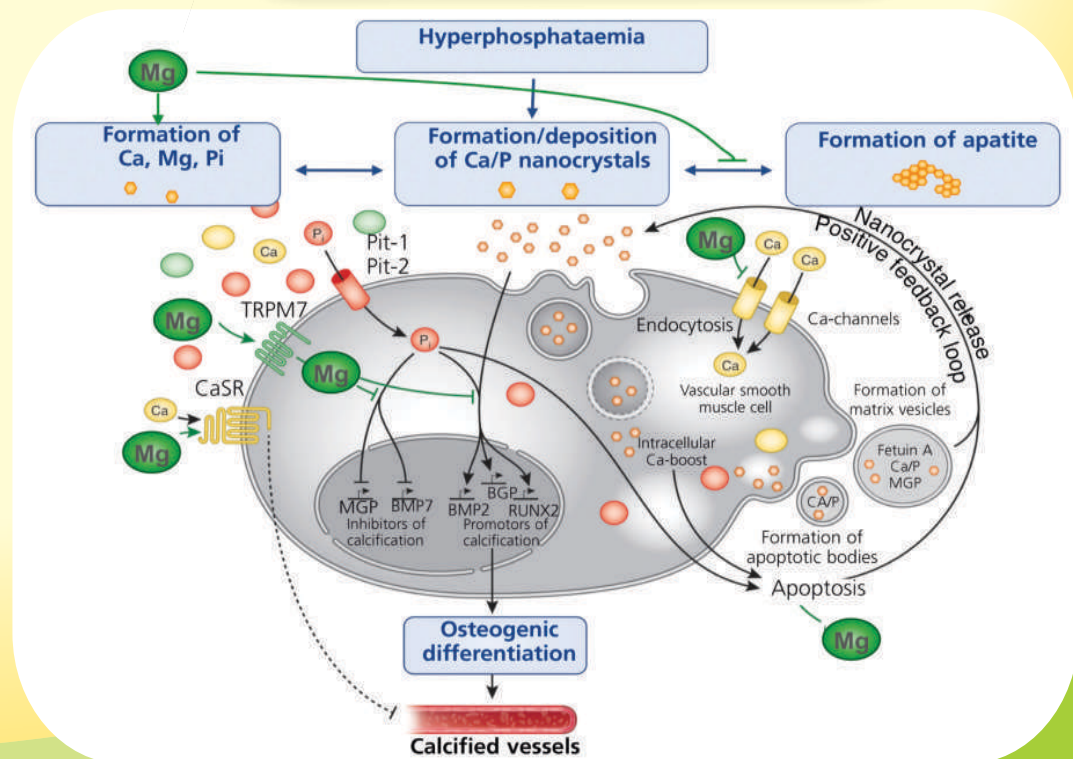 Hyperphosphataemia
Mg
Formation of
Ca, Mg, Pi
Formation/deposition
of Ca/P nanocrystals
Formation of apatite
Pi
Pit-1
Pit-2
Ca
TRPM7
Mg
Mg
Pi
CaSR
Ca
Mg
Mg
Ca
Ca
Endocytosis
Ca-channels
Ca
Vascular smooth
muscle cell
Nanocrystal release
Positive feedback loop
Formation of
matrix vesicles
Fetuin A
Ca/P
MGP
Intracellular
Ca-boost
CA/P
Formation of
apoptotic bodies
Apoptosis
Mg
MGP
BMP7
Inhibitors of
calcification
BMP2
BGP
RUNX2
Promotors of
calcification
Osteogenic
differentiation
Calcified vessels